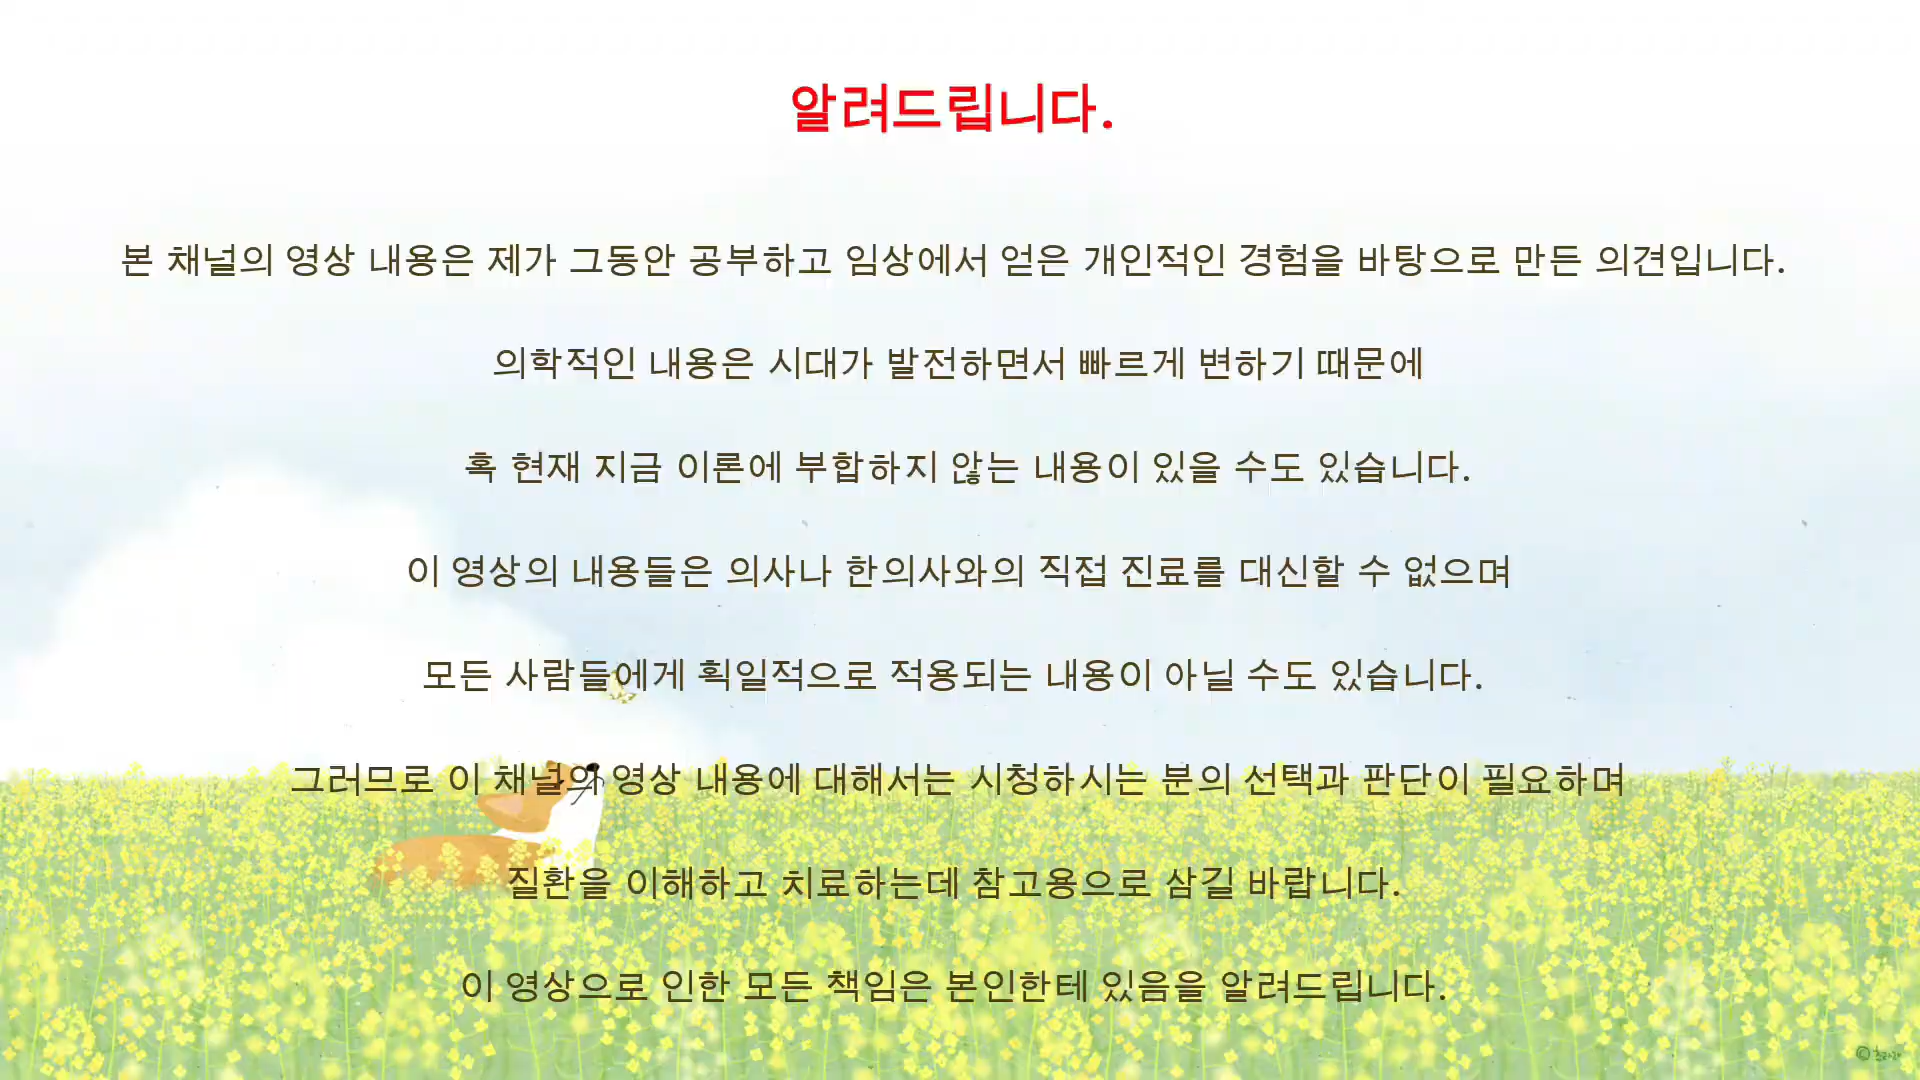 알려드립니다.
본 채널의 영상 내용은 제가 그동안 공부하고 임상에서 얻은 개인적인 경험을 바탕으로 만든 의견입니다.
의학적인 내용은 시대가 발전하면서 빠르게 변하기 때문에
혹 현재 지금 이론에 부합하지 않는 내용이 있을 수도 있습니다.
이 영상의 내용들은 의사나 한의사와의 직접 진료를 대신할 수 없으며
모든 사람들에게 획일적으로 적용되는 내용이 아닐 수도 있습니다.
그러므로 이 채널의 영상 내용에 대해서는 시청하시는 분의 선택과 판단이 필요하며
질환을 이해하고 치료하는데 참고용으로 삼길 바랍니다.
이 영상으로 인한 모든 책임은 본인한테 있음을 알려드립니다.